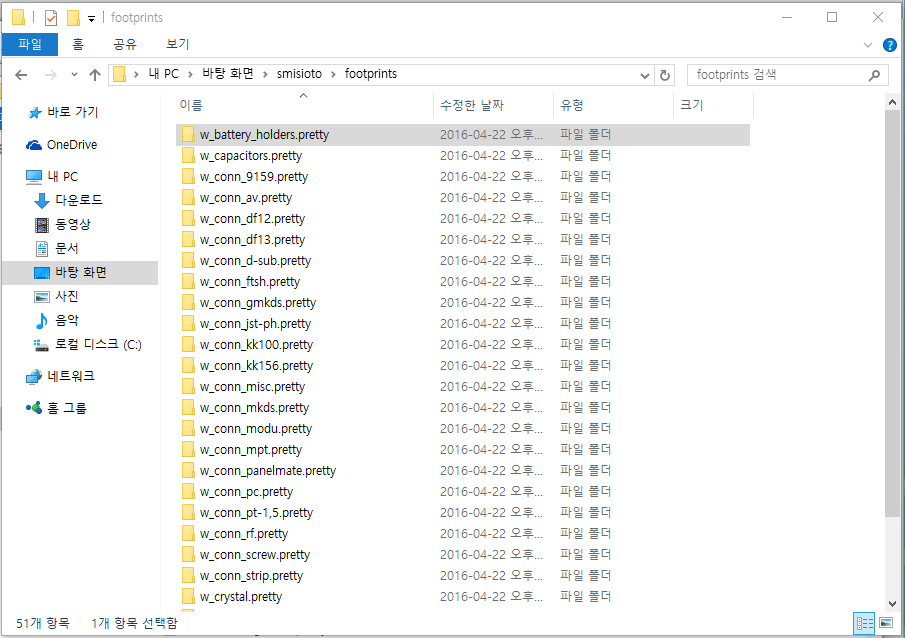 footprints
파일 홈 공유 보기
내 PC 바탕 화면 smisioto footprints
footprints 검색
바로 가기
OneDrive
내 PC
다운로드
동영상
문서
바탕 화면
사진
음악
로컬 디스크 (C:)
네트워크
홈 그룹
이름 수정한 날짜 유형 크기
w_battery_holders.pretty 2016-04-22 오후... 파일 폴더
w_capacitors.pretty 2016-04-22 오후... 파일 폴더
w_conn_9159.pretty 2016-04-22 오후... 파일 폴더
w_conn_av.pretty 2016-04-22 오후... 파일 폴더
w_conn_df12.pretty 2016-04-22 오후... 파일 폴더
w_conn_df13.pretty 2016-04-22 오후... 파일 폴더
w_conn_d-sub.pretty 2016-04-22 오후... 파일 폴더
w_conn_ftsh.pretty 2016-04-22 오후... 파일 폴더
w_conn_gmkds.pretty 2016-04-22 오후... 파일 폴더
w_conn_jst-ph.pretty 2016-04-22 오후... 파일 폴더
w_conn_kk100.pretty 2016-04-22 오후... 파일 폴더
w_conn_kk156.pretty 2016-04-22 오후... 파일 폴더
w_conn_misc.pretty 2016-04-22 오후... 파일 폴더
w_conn_mkds.pretty 2016-04-22 오후... 파일 폴더
w_conn_modu.pretty 2016-04-22 오후... 파일 폴더
w_conn_mpt.pretty 2016-04-22 오후... 파일 폴더
w_conn_panelmate.pretty 2016-04-22 오후... 파일 폴더
w_conn_pc.pretty 2016-04-22 오후... 파일 폴더
w_conn_pt-1,5.pretty 2016-04-22 오후... 파일 폴더
w_conn_rf.pretty 2016-04-22 오후... 파일 폴더
w_conn_screw.pretty 2016-04-22 오후... 파일 폴더
w_conn_strip.pretty 2016-04-22 오후... 파일 폴더
w_crystal.pretty 2016-04-22 오후... 파일 폴더
51개 항목 1개 항목 선택함